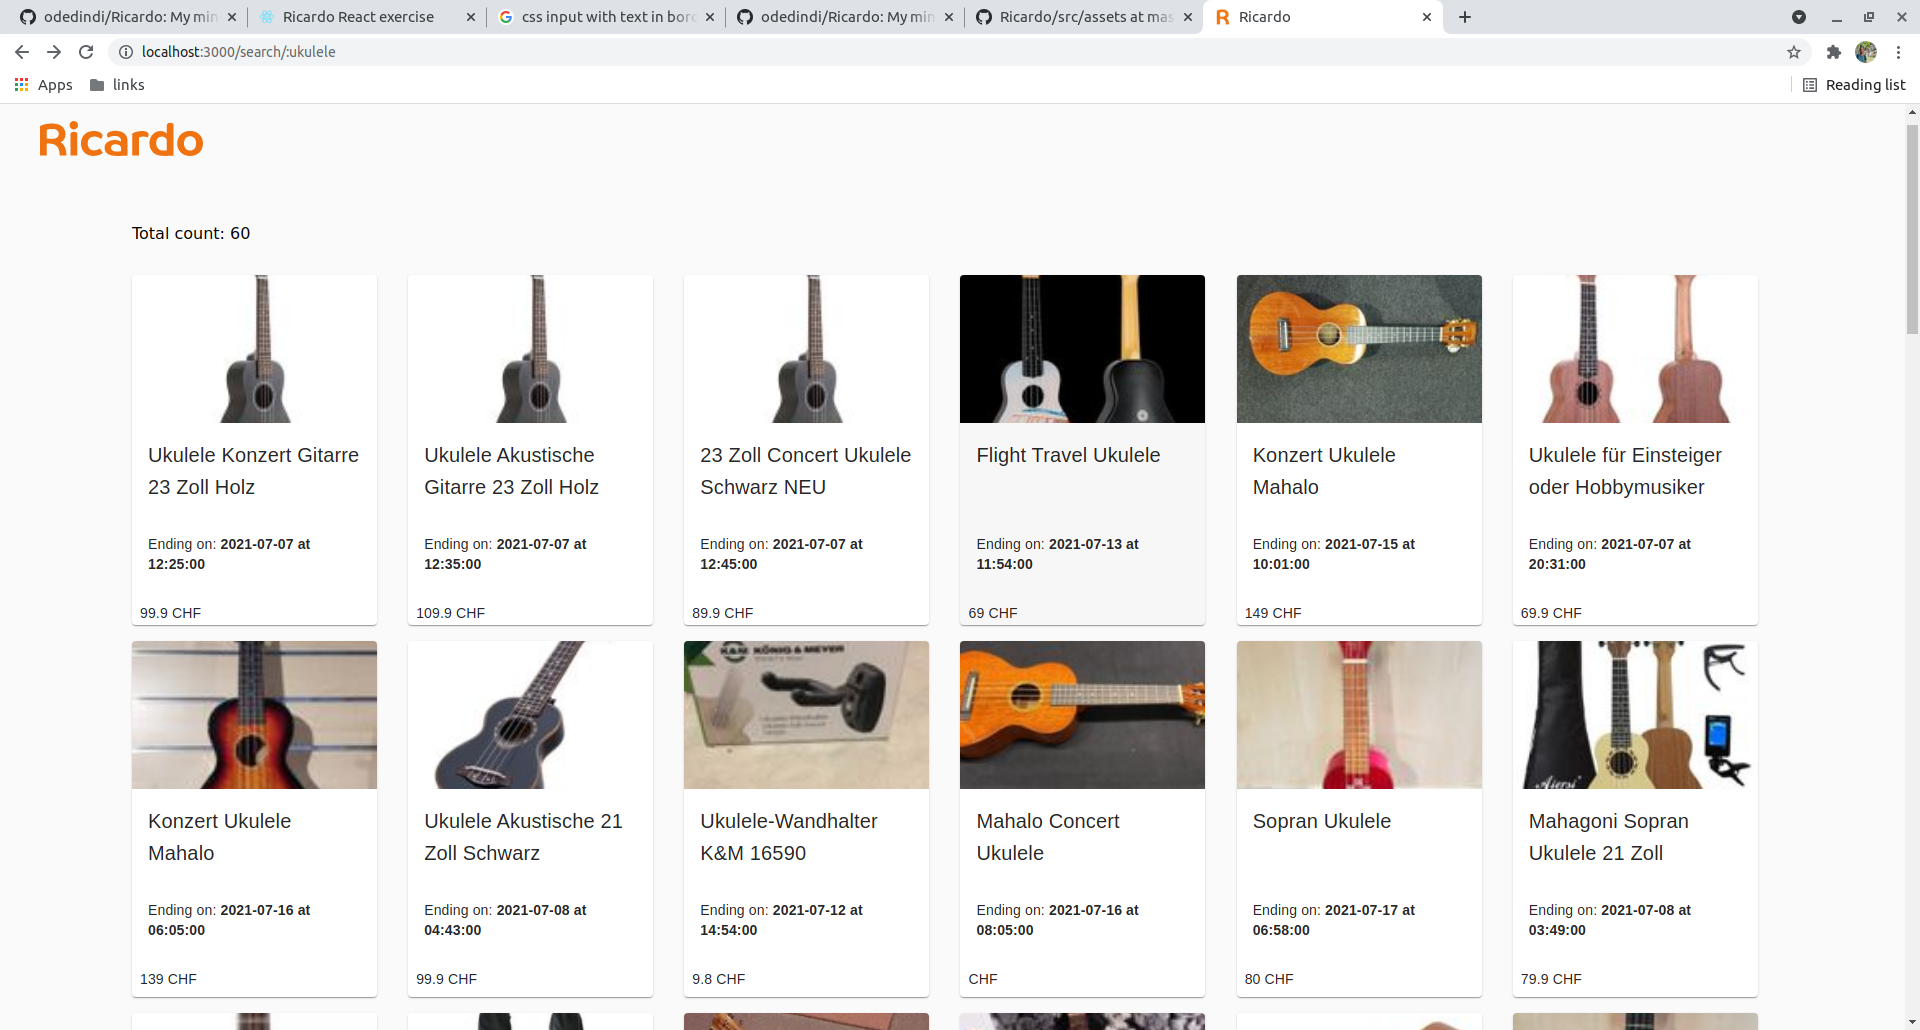 odedindi/Ricardo: My min
Ricardo React exercise
css input with text in bord
odedindi/Ricardo: My min
Ricardo/src/assets at mas
Ricardo
localhost:3000/search/:ukulele
Apps
links
Reading list
Ricardo
Total count: 60
Ukulele Konzert Gitarre
23 Zoll Holz
Ending on: 2021-07-07 at
12:25:00
99.9 CHF
Ukulele Akustische
Gitarre 23 Zoll Holz
Ending on: 2021-07-07 at
12:35:00
109.9 CHF
23 Zoll Concert Ukulele
Schwarz NEU
Ending on: 2021-07-07 at
12:45:00
89.9 CHF
Flight Travel Ukulele
Ending on: 2021-07-13 at
11:54:00
69 CHF
Konzert Ukulele
Mahalo
Ending on: 2021-07-15 at
10:01:00
149 CHF
Ukulele für Einsteiger
oder Hobbymusiker
Ending on: 2021-07-07 at
20:31:00
69.9 CHF
Konzert Ukulele
Mahalo
Ending on: 2021-07-16 at
06:05:00
139 CHF
Ukulele Akustische 21
Zoll Schwarz
Ending on: 2021-07-08 at
04:43:00
99.9 CHF
K&M KÖNIG & MEYER
Ukulele-Wandhalter
K&M 16590
Ending on: 2021-07-12 at
14:54:00
9.8 CHF
Mahalo Concert
Ukulele
Ending on: 2021-07-16 at
08:05:00
CHF
Sopran Ukulele
Ending on: 2021-07-17 at
06:58:00
80 CHF
Aiersi
Mahagoni Sopran
Ukulele 21 Zoll
Ending on: 2021-07-08 at
03:49:00
79.9 CHF